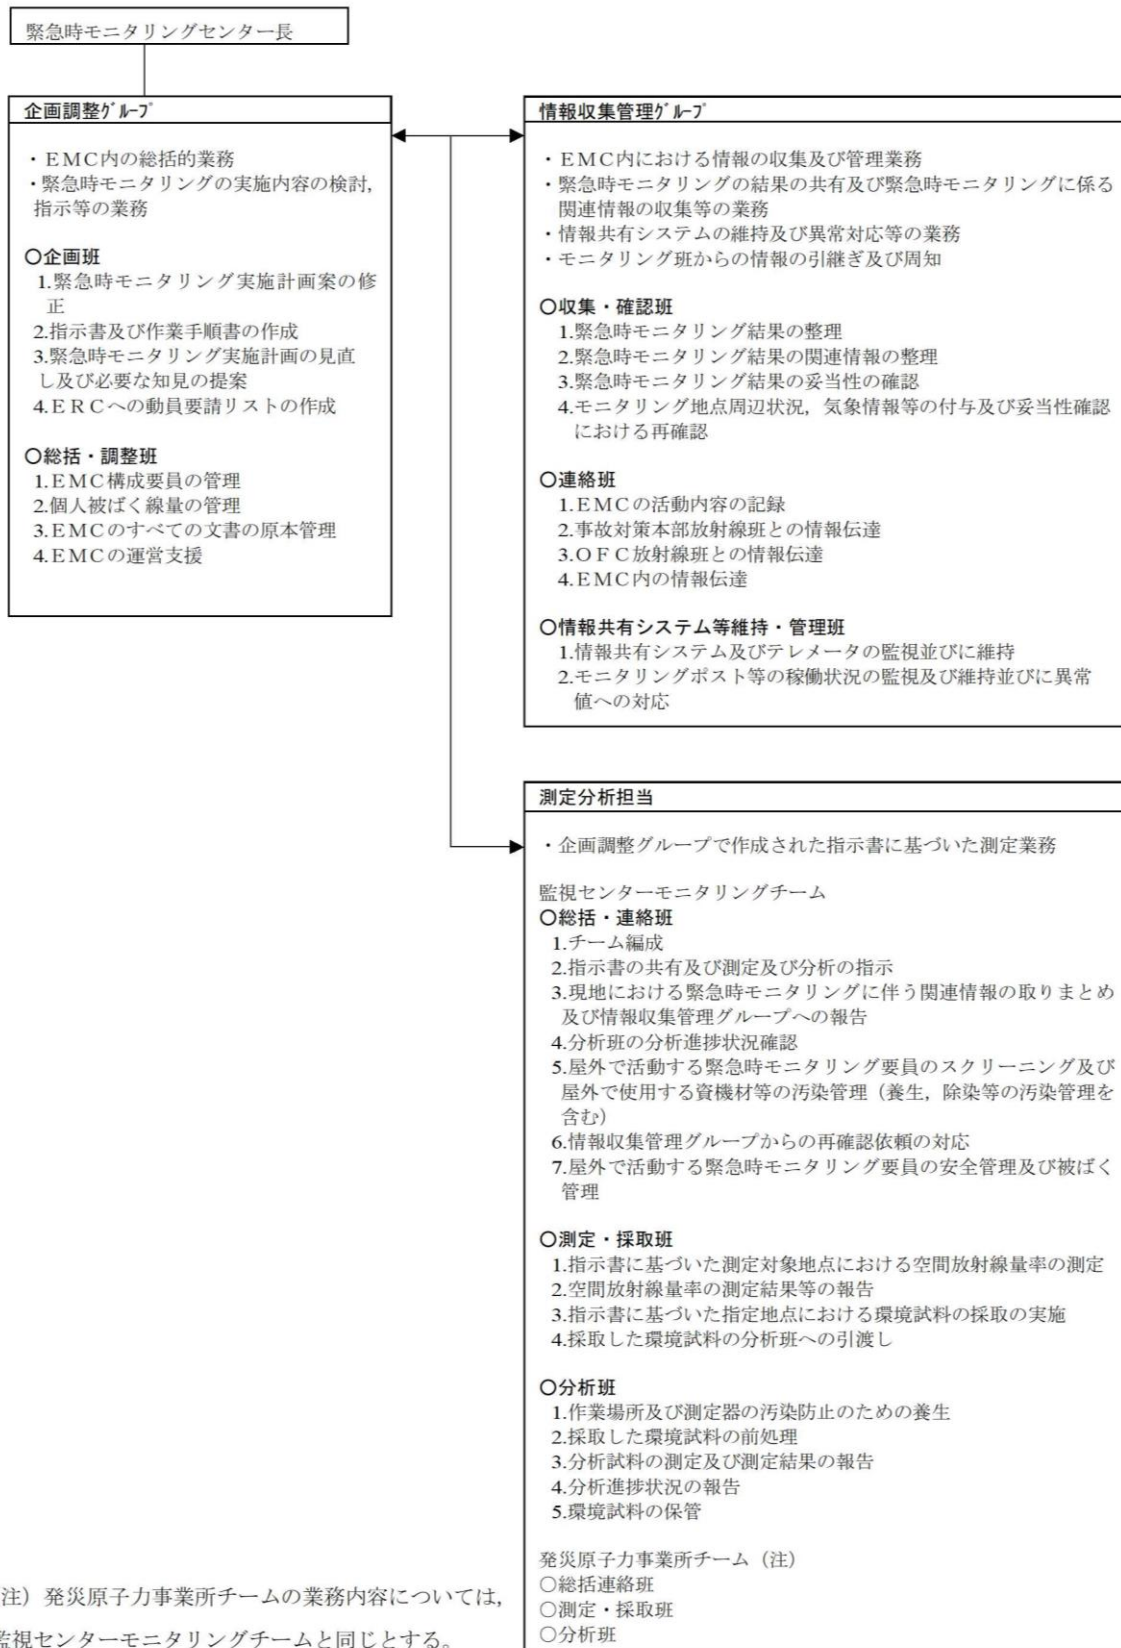 緊急時モニタリングセンター長
企画調整ｸﾞﾙｰﾌﾟ
・EMC内の総括的業務
・緊急時モニタリングの実施内容の検討，
指示等の業務
○企画班
1.緊急時モニタリング実施計画案の修
正
2.指示書及び作業手順書の作成
3.緊急時モニタリング実施計画の見直
し及び必要な知見の提案
4.ERCへの動員要請リストの作成
○総括・調整班
1.EMC構成要員の管理
2.個人被ばく線量の管理
3.EMCのすべての文書の原本管理
4.EMCの運営支援
情報収集管理ｸﾞﾙｰﾌﾟ
・EMC内における情報の収集及び管理業務
・緊急時モニタリングの結果の共有及び緊急時モニタリングに係る
関連情報の収集等の業務
・情報共有システムの維持及び異常対応等の業務
・モニタリング班からの情報の引継ぎ及び周知
○収集・確認班
1.緊急時モニタリング結果の整理
2.緊急時モニタリング結果の関連情報の整理
3.緊急時モニタリング結果の妥当性の確認
4.モニタリング地点周辺状況，気象情報等の付与及び妥当性確認
における再確認
○連絡班
1.EMCの活動内容の記録
2.事故対策本部放射線班との情報伝達
3.OFC放射線班との情報伝達
4.EMC内の情報伝達
○情報共有システム等維持・管理班
1.情報共有システム及びテレメータの監視並びに維持
2.モニタリングポスト等の稼働状況の監視及び維持並びに異常
値への対応
測定分析担当
・企画調整グループで作成された指示書に基づいた測定業務
監視センターモニタリングチーム
○総括・連絡班
1.チーム編成
2.指示書の共有及び測定及び分析の指示
3.現地における緊急時モニタリングに伴う関連情報の取りまとめ
及び情報収集管理グループへの報告
4.分析班の分析進捗状況確認
5.屋外で活動する緊急時モニタリング要員のスクリーニング及び
屋外で使用する資機材等の汚染管理（養生，除染等の汚染管理を
含む）
6.情報収集管理グループからの再確認依頼の対応
7.屋外で活動する緊急時モニタリング要員の安全管理及び被ばく
管理
○測定・採取班
1.指示書に基づいた測定対象地点における空間放射線量率の測定
2.空間放射線量率の測定結果等の報告
3.指示書に基づいた指定地点における環境試料の採取の実施
4.採取した環境試料の分析班への引渡し
○分析班
1.作業場所及び測定器の汚染防止のための養生
2.採取した環境試料の前処理
3.分析試料の測定及び測定結果の報告
4.分析進捗状況の報告
5.環境試料の保管
発災原子力事業所チーム（注）
○総括連絡班
○測定・採取班
○分析班
注）発災原子力事業所チームの業務内容については，
監視センターモニタリングチームと同じとする。